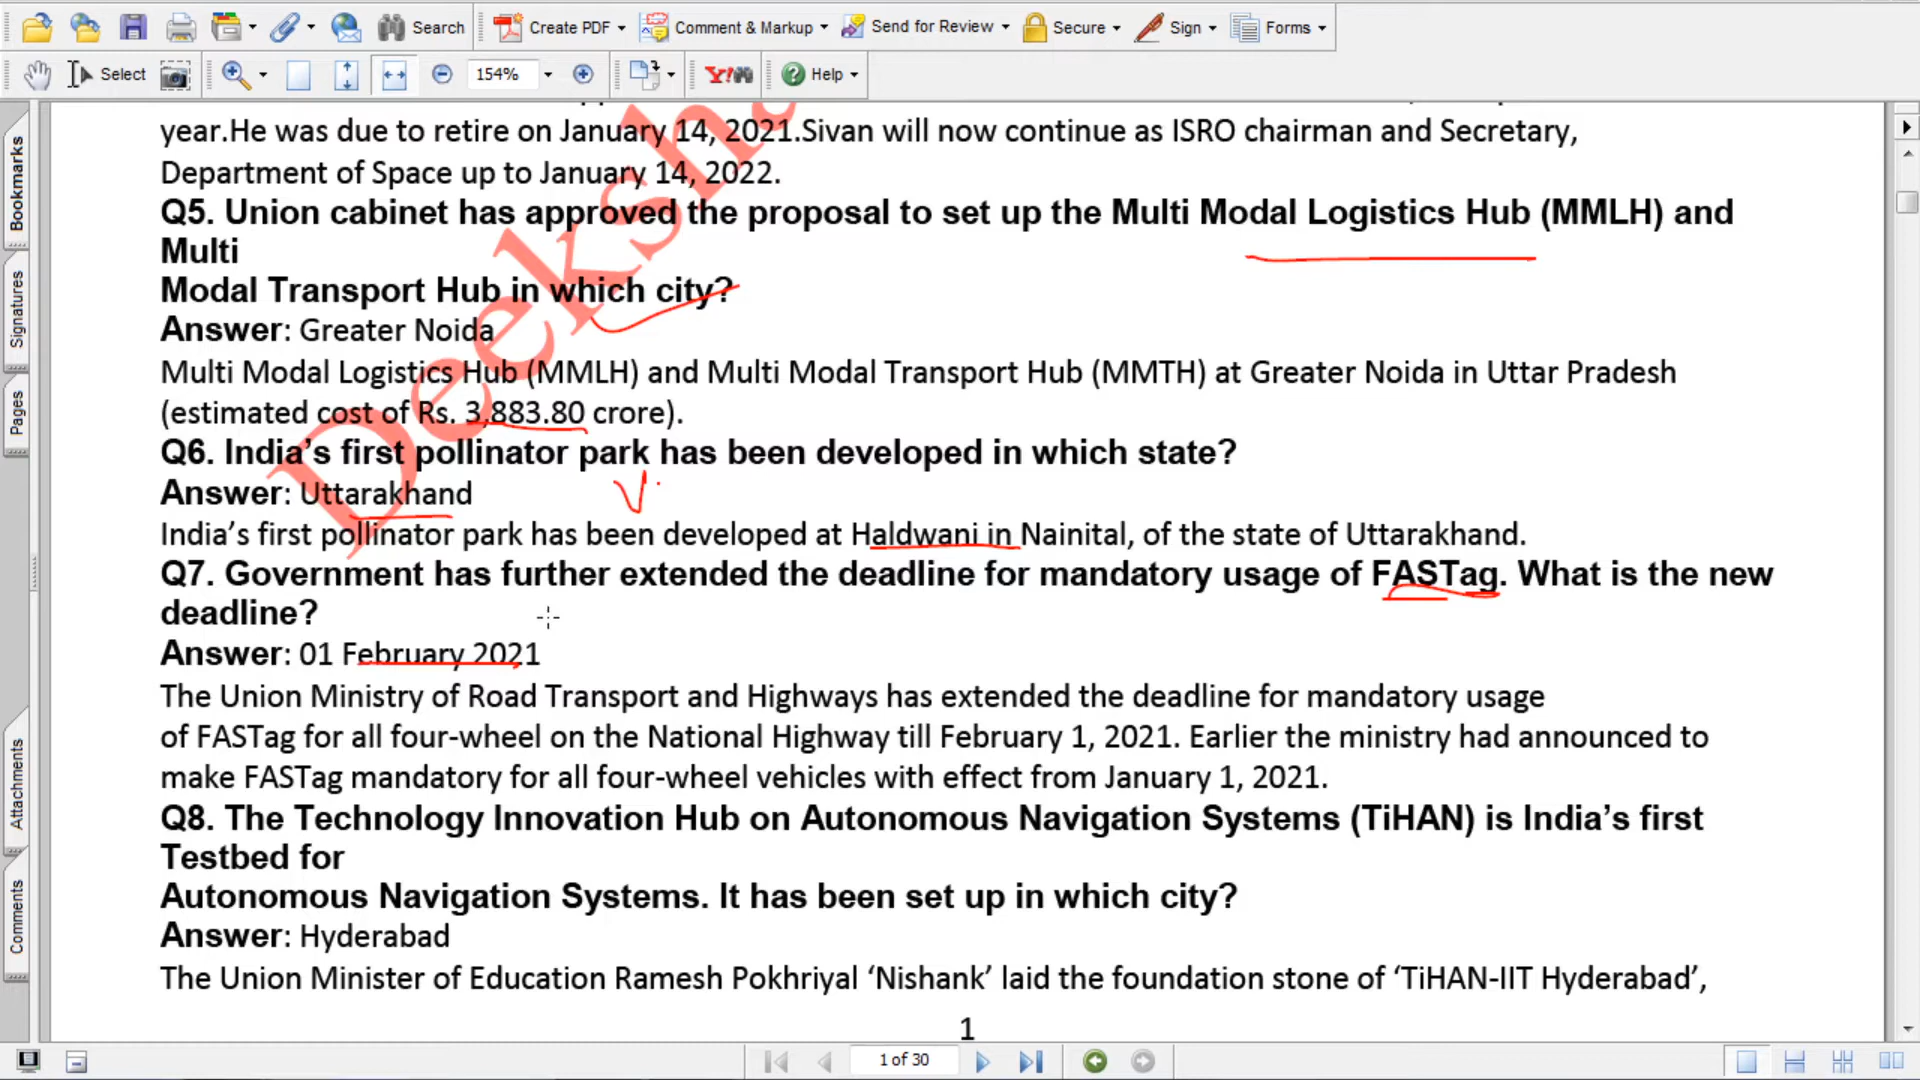 Search
Create PDF
Comment & Markup
Send for Review
Secure
Sign
Forms
Select
154%
Y!
Help
Bookmarks
Signatures
Pages
Attachments
Comments
Deeksha
year.He was due to retire on January 14, 2021.Sivan will now continue as ISRO chairman and Secretary,
Department of Space up to January 14, 2022.
Q5. Union cabinet has approved the proposal to set up the Multi Modal Logistics Hub (MMLH) and
Multi
Modal Transport Hub in which city?
Answer: Greater Noida
Multi Modal Logistics Hub (MMLH) and Multi Modal Transport Hub (MMTH) at Greater Noida in Uttar Pradesh
(estimated cost of Rs. 3,883.80 crore).
Q6. India's first pollinator park has been developed in which state?
Answer: Uttarakhand
India's first pollinator park has been developed at Haldwani in Nainital, of the state of Uttarakhand.
Q7. Government has further extended the deadline for mandatory usage of FASTag. What is the new
deadline?
Answer: 01 February 2021
The Union Ministry of Road Transport and Highways has extended the deadline for mandatory usage
of FASTag for all four-wheel on the National Highway till February 1, 2021. Earlier the ministry had announced to
make FASTag mandatory for all four-wheel vehicles with effect from January 1, 2021.
Q8. The Technology Innovation Hub on Autonomous Navigation Systems (TiHAN) is India's first
Testbed for
Autonomous Navigation Systems. It has been set up in which city?
Answer: Hyderabad
The Union Minister of Education Ramesh Pokhriyal 'Nishank' laid the foundation stone of 'TiHAN-IIT Hyderabad',
1
1 of 30